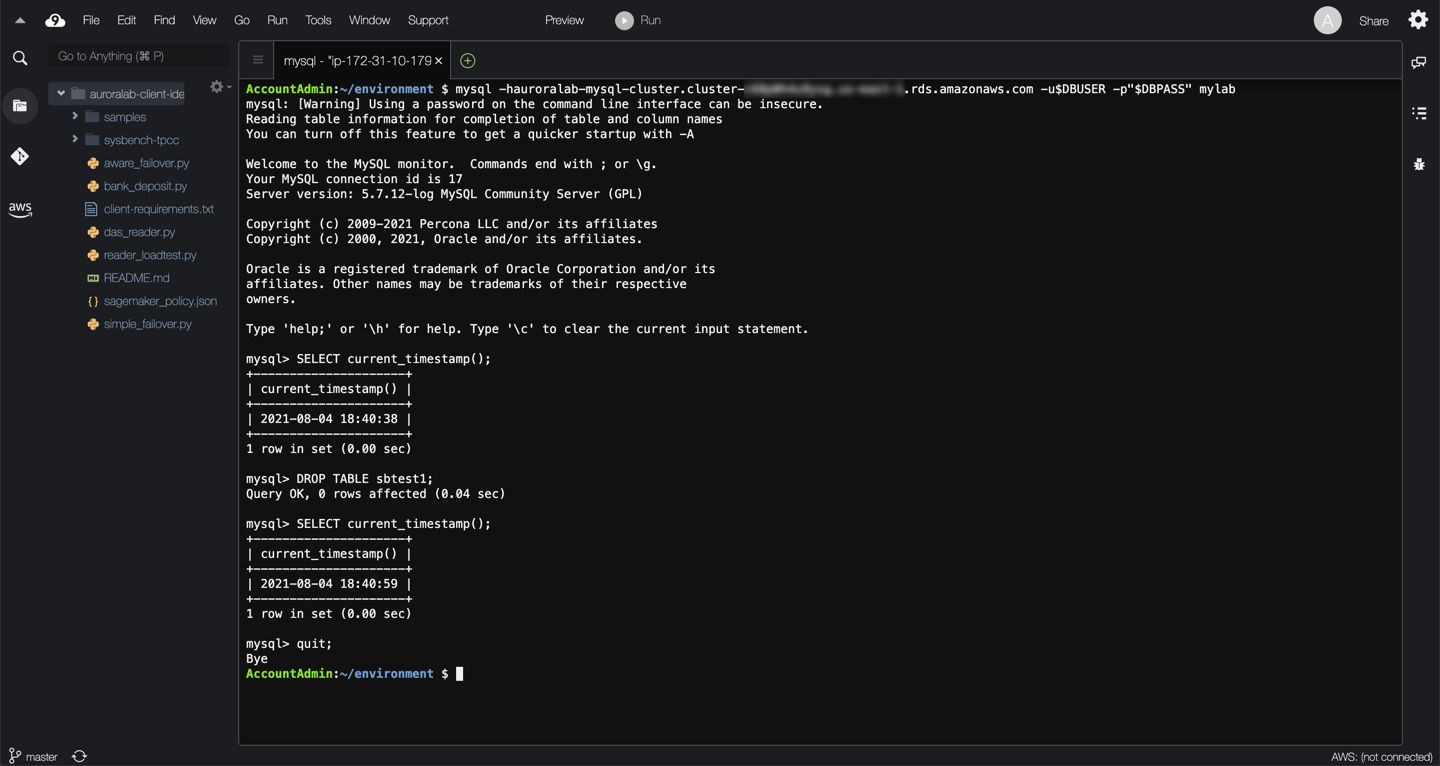 9 File Edit Find View Go Run Tools Window Support Preview Run A Share
Go to Anything (⌘ P)
mysql - "ip-172-31-10-179 ×
auroralab-client-ide
samples
sysbench-tpcc
aware_failover.py
bank_deposit.py
client-requirements.txt
das_reader.py
reader_loadtest.py
README.md
sagemaker_policy.json
simple_failover.py
aws
AccountAdmin:~/environment $ mysql -hauroralab-mysql-cluster.cluster- .rds.amazonaws.com -u$DBUSER -p"$DBPASS" mylab
mysql: [Warning] Using a password on the command line interface can be insecure.
Reading table information for completion of table and column names
You can turn off this feature to get a quicker startup with -A
Welcome to the MySQL monitor.  Commands end with ; or \g.
Your MySQL connection id is 17
Server version: 5.7.12-log MySQL Community Server (GPL)
Copyright (c) 2009-2021 Percona LLC and/or its affiliates
Copyright (c) 2000, 2021, Oracle and/or its affiliates.
Oracle is a registered trademark of Oracle Corporation and/or its
affiliates. Other names may be trademarks of their respective
owners.
Type 'help;' or '\h' for help. Type '\c' to clear the current input statement.
mysql> SELECT current_timestamp();
+---------------------+
| current_timestamp() |
+---------------------+
| 2021-08-04 18:40:38 |
+---------------------+
1 row in set (0.00 sec)
mysql> DROP TABLE sbtest1;
Query OK, 0 rows affected (0.04 sec)
mysql> SELECT current_timestamp();
+---------------------+
| current_timestamp() |
+---------------------+
| 2021-08-04 18:40:59 |
+---------------------+
1 row in set (0.00 sec)
mysql> quit;
Bye
AccountAdmin:~/environment $
master
AWS: (not connected)